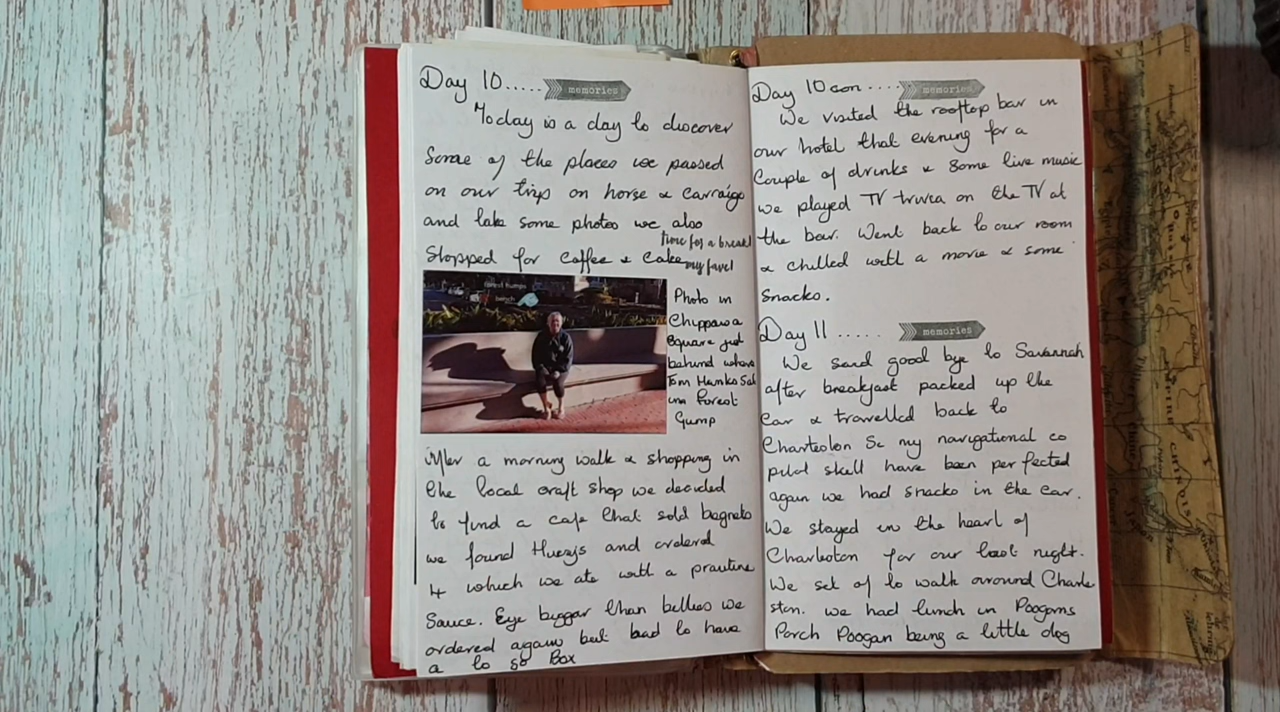 Day 10.....
memories
Today is a day to discover
Some of the places we passed
on our trip on horse & carraige
and take some photos we also
time for a break!
Stopped for Coffee & Cake
my fave!
Forest Gumps
bench
Photo in
Chippawa
Square just
behind where
Tom Hanks Sat
in Forest
Gump
After a morning walk & shopping in
the local craft shop we decided
to find a cafe that sold begnets
we found Hueys and ordered
4 which we ate with a praline
Sauce. Eye bigger than bellies we
ordered again but had to have
a to go Box
Day 10 con....
memories
We visited the rooftop bar in
our hotel that evening for a
Couple of drinks & Some live music
we played TV trivia on the TV at
the bar. Went back to our room
& chilled with a movie & some
snacks.
Day 11 .....
memories
We said good bye to Savannah
after breakfast packed up the
Car & travelled back to
Charleston Sc my navigational co
pilot skill have been perfected
again we had snacks in the car.
We stayed in the heart of
Charleston for our last night.
We set of to walk around Charle
ston. we had lunch in Poogans
Porch Poogan being a little dog